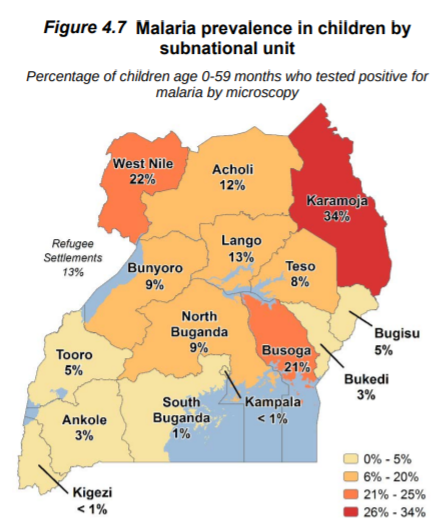 Figure 4.7 Malaria prevalence in children by
subnational unit
Percentage of children age 0-59 months who tested positive for
malaria by microscopy
West Nile
22%
Acholi
12%
Karamoja
34%
Refugee
Settlements
13%
Lango
13%
Bunyoro
9%
Teso
8%
North
Buganda
9%
Busoga
21%
Bugisu
5%
Bukedi
3%
Tooro
5%
Kampala
< 1%
South
Buganda
1%
Ankole
3%
Kigezi
< 1%
0% - 5%
6% - 20%
21% - 25%
26% - 34%